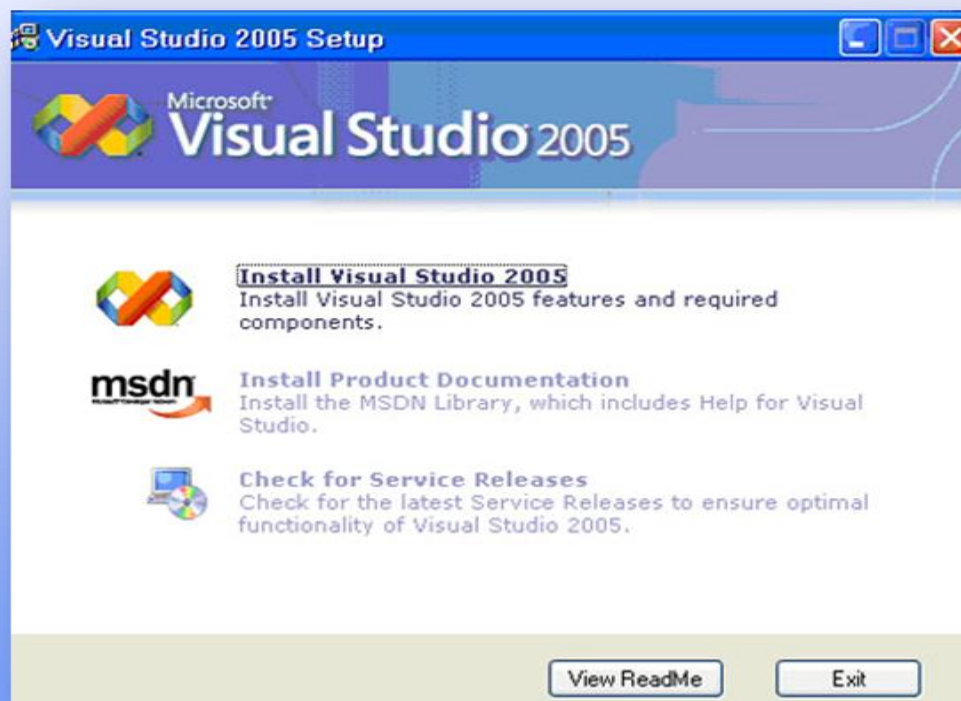 Visual Studio 2005 Setup
Microsoft
Visual Studio 2005
Install Visual Studio 2005
Install Visual Studio 2005 features and required
components.
msdn
Install Product Documentation
Install the MSDN Library, which includes Help for Visual
Studio.
Check for Service Releases
Check for the latest Service Releases to ensure optimal
functionality of Visual Studio 2005.
View ReadMe
Exit